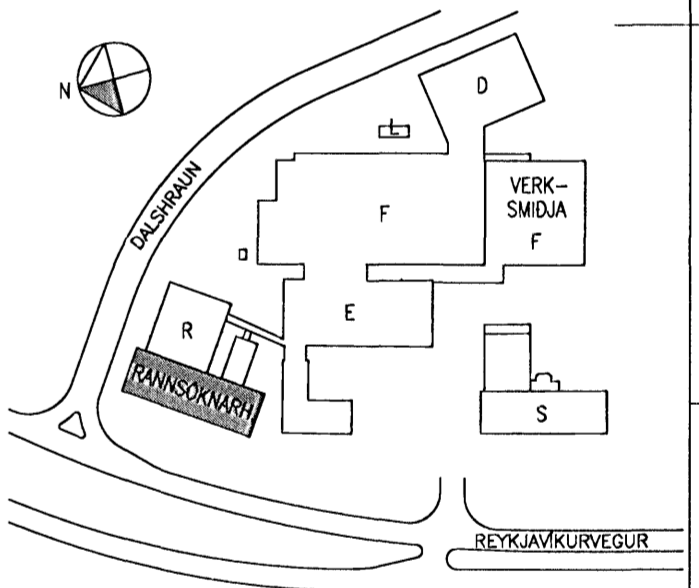 D
N
L
VERK-
SMIÐJA
F
F
DALSHRAUN
E
R
RANNSÓKNARH
S
REYKJAVÍKURVEGUR